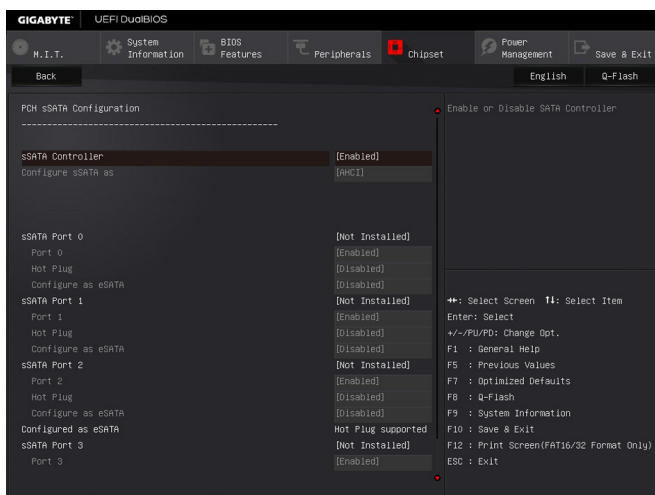 GIGABYTE™ UEFI DualBIOS
M.I.T.
System
Information
BIOS
Features
Peripherals
Chipset
Power
Management
Save & Exit
Back
English
Q-Flash
PCH sSATA Configuration
--------------------------------------------------
sSATA Controller [Enabled]
Configure sSATA as [AHCI]
sSATA Port 0 [Not Installed]
Port 0 [Enabled]
Hot Plug [Disabled]
Configure as eSATA [Disabled]
sSATA Port 1 [Not Installed]
Port 1 [Enabled]
Hot Plug [Disabled]
Configure as eSATA [Disabled]
sSATA Port 2 [Not Installed]
Port 2 [Enabled]
Hot Plug [Disabled]
Configure as eSATA [Disabled]
Configured as eSATA Hot Plug supported
sSATA Port 3 [Not Installed]
Port 3 [Enabled]
Enable or Disable SATA Controller
→←: Select Screen ↑↓: Select Item
Enter: Select
+/-/PU/PD: Change Opt.
F1 : General Help
F5 : Previous Values
F7 : Optimized Defaults
F8 : Q-Flash
F9 : System Information
F10 : Save & Exit
F12 : Print Screen(FAT16/32 Format Only)
ESC : Exit